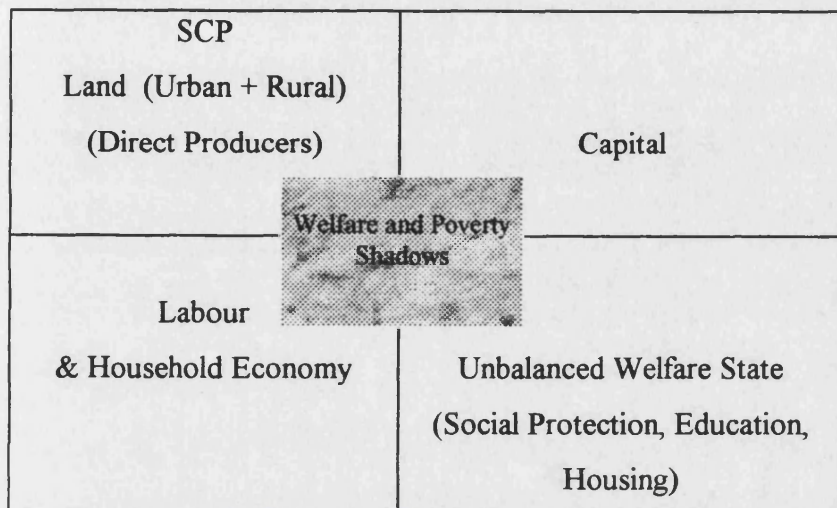 SCP
Land (Urban + Rural)
(Direct Producers)
Capital
Welfare and Poverty
Shadows
Labour
& Household Economy
Unbalanced Welfare State
(Social Protection, Education,
Housing)